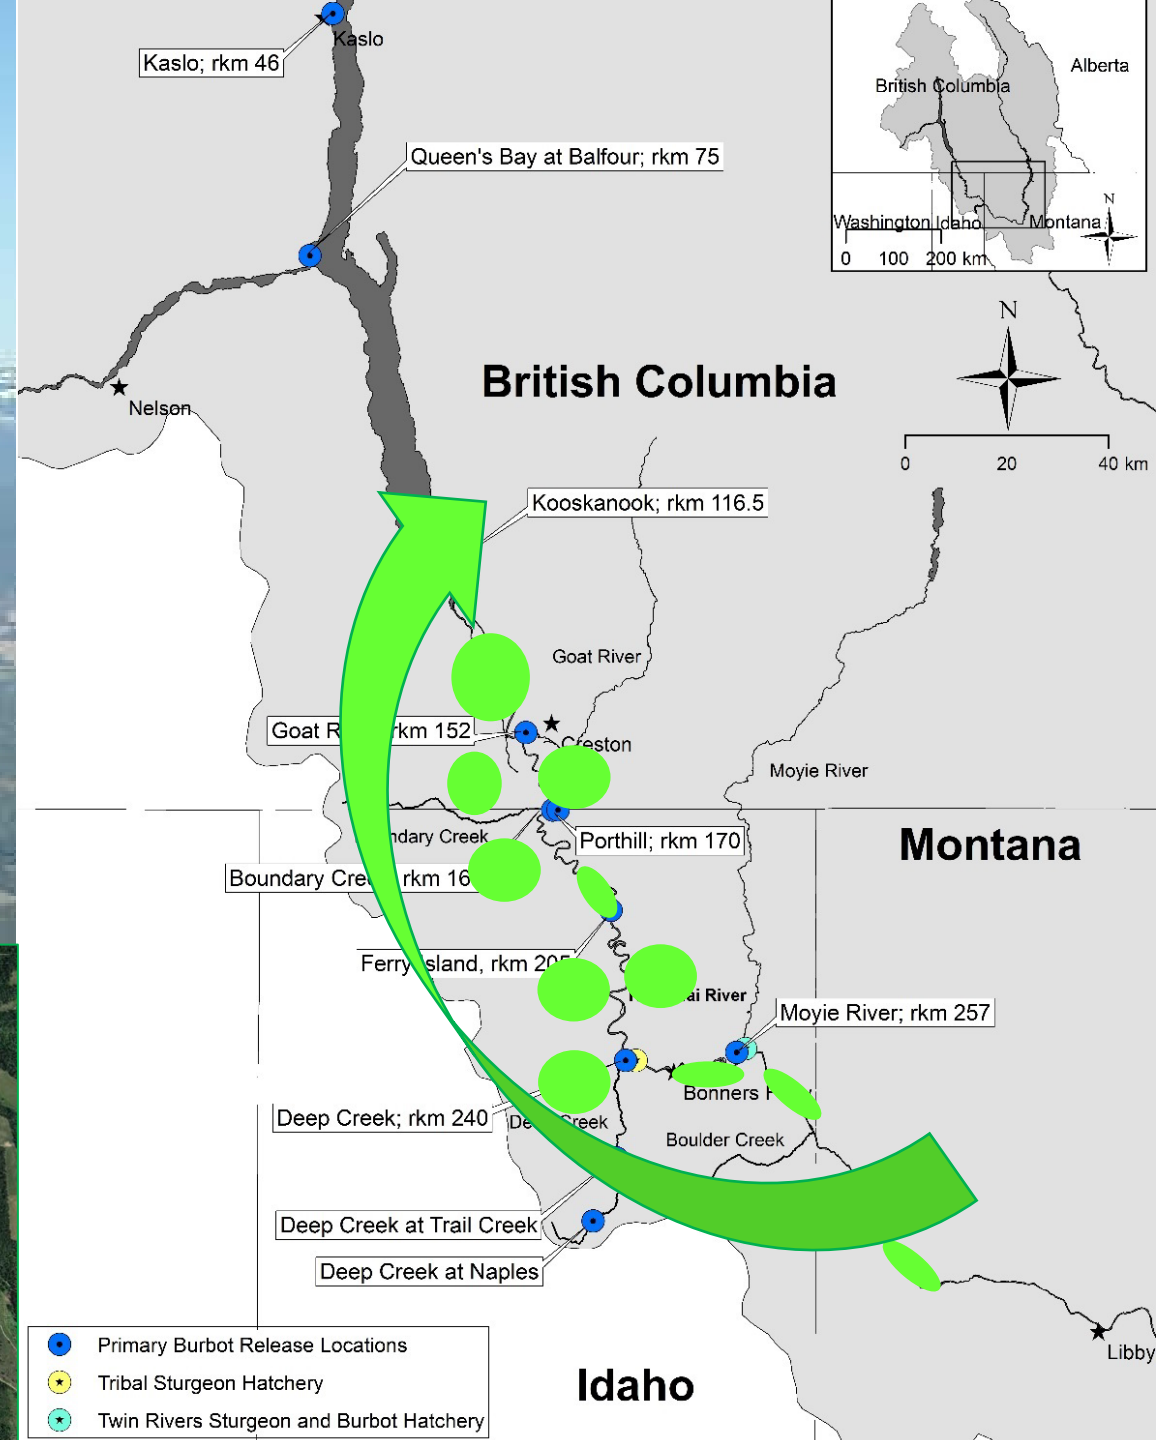 Kaslo
Kaslo; rkm 46
Queen's Bay at Balfour; rkm 75
Alberta
British Columbia
Washington
Idaho
Montana
N
0 100 200 km
N
British Columbia
0 20 40 km
Nelson
Kooskanook; rkm 116.5
Goat River
Goat rkm 152
Creston
Moyie River
Creek
Porthill; rkm 170
Montana
Boundary rkm
Ferry rkm
River
Moyie River; rkm 257
Bonners
Deep Creek; rkm 240
Boulder Creek
Deep Creek at Trail Creek
Deep Creek at Naples
Primary Burbot Release Locations
Tribal Sturgeon Hatchery
Twin Rivers Sturgeon and Burbot Hatchery
Idaho
Libby